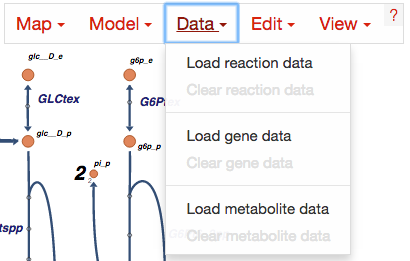 Map Model Data Edit View ?
glc__D_e g6p_e
GLCtex G6P
glc__D_p g6p_p
2 pi_p
2
tspp
Load reaction data
Clear reaction data
Load gene data
Clear gene data
Load metabolite data
Clear metabolite data